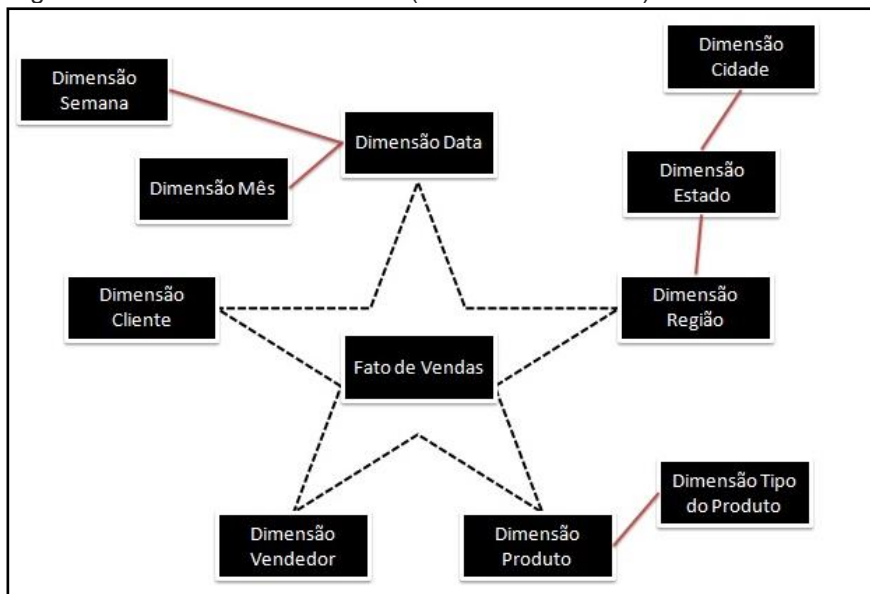 Dimensão
Cidade
Dimensão
Semana
Dimensão Data
Dimensão Mês
Dimensão
Estado
Dimensão
Cliente
Dimensão
Região
Fato de Vendas
Dimensão Tipo
do Produto
Dimensão
Vendedor
Dimensão
Produto